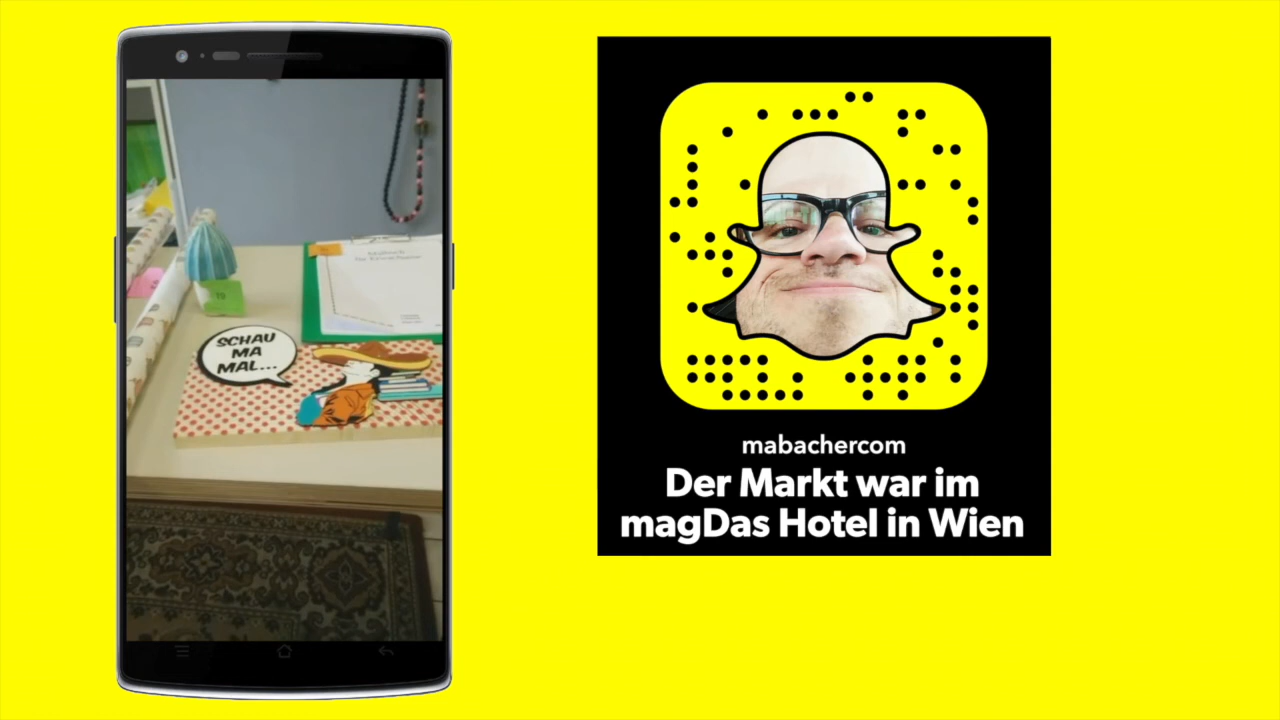 SCHAU
MA
MAL...
mabachercom
Der Markt war im
magDas Hotel in Wien